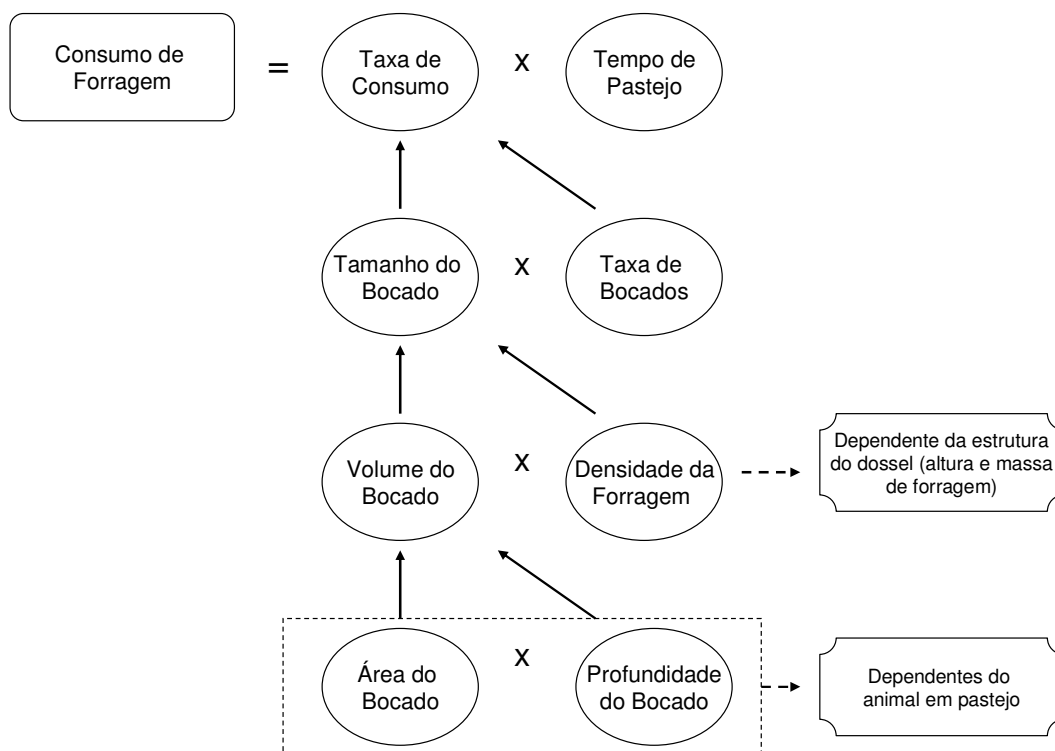 Consumo de
Forragem
=
Taxa de
Consumo
X
Tempo de
Pastejo
Tamanho do
Bocado
X
Taxa de
Bocados
Volume do
Bocado
X
Densidade da
Forragem
Dependente da estrutura
do dossel (altura e massa
de forragem)
Área do
Bocado
X
Profundidade
do Bocado
Dependentes do
animal em pastejo